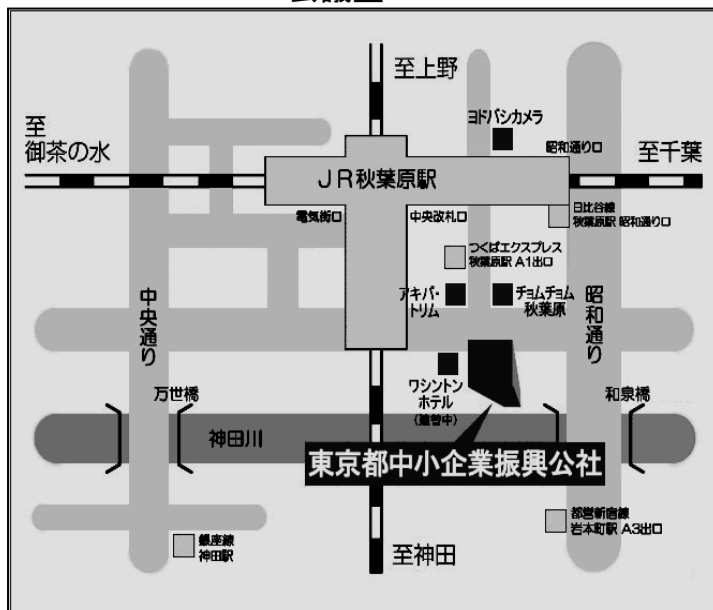 至上野
ヨドバシカメラ
至
御茶の水
昭和通り口
至千葉
JR秋葉原駅
電気街口
中央改札口
日比谷線
秋葉原駅 昭和通り口
つくばエクスプレス
秋葉原駅 A1出口
アキバ・
トリム
チョムチョム
秋葉原
中央通り
昭和通り
万世橋
ワシントン
ホテル
(建替中)
和泉橋
神田川
東京都中小企業振興公社
銀座線
神田駅
至神田
都営新宿線
岩本町駅 A3出口